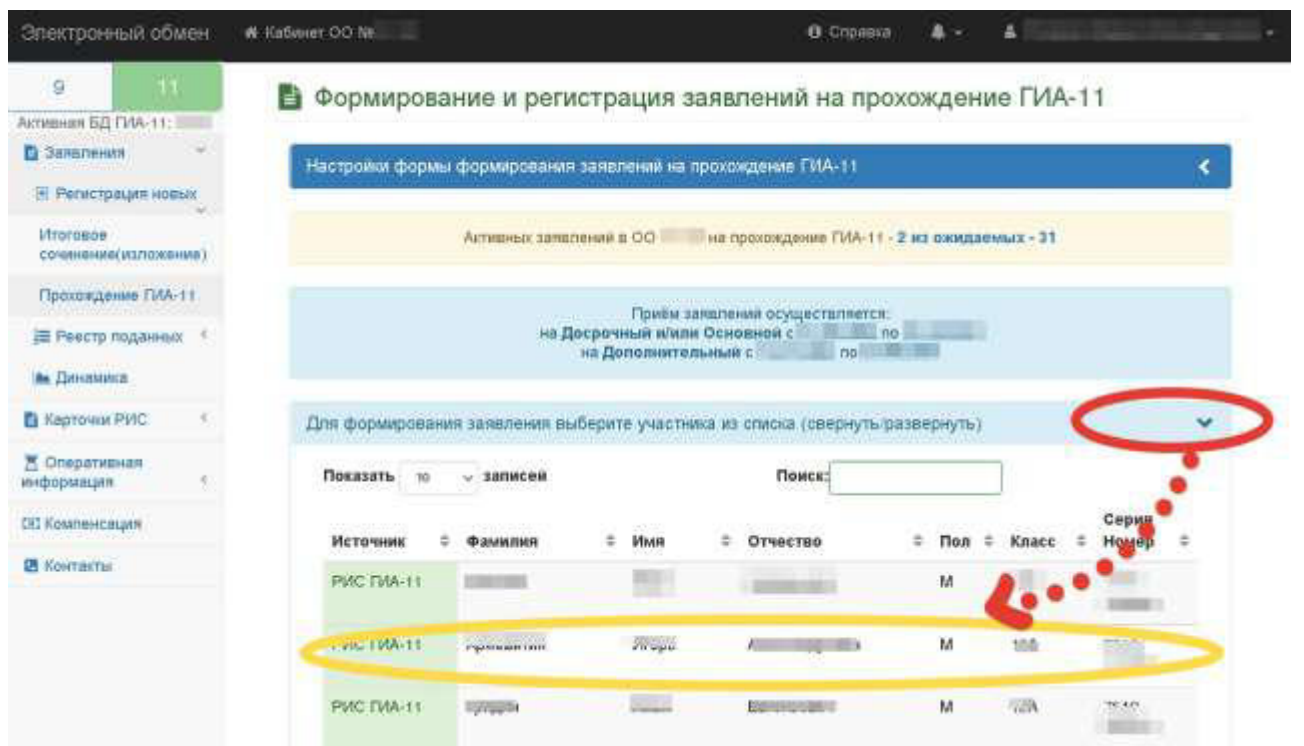 Электронный обмен
Кабинет ОО №
Справка
9
11
Активная БД ГИА-11:
Заявления
Регистрация новых
Итоговое
сочинение(изложение)
Прохождение ГИА-11
Реестр поданных
Динамика
Карточки РИС
Оперативная
информация
Компенсация
Контакты
Формирование и регистрация заявлений на прохождение ГИА-11
Настройки формы формирования заявлений на прохождение ГИА-11
Активных заявлений в ОО на прохождение ГИА-11 - 2 из ожидаемых - 31
Приём заявлений осуществляется:
на Досрочный и/или Основной с по
на Дополнительный с по
Для формирования заявления выберите участника из списка (свернуть/развернуть)
Показать 10 записей
Поиск:
Источник Фамилия Имя Отчество Пол Класс Серия
Номер
РИС ГИА-11 М
РИС ГИА-11 М
РИС ГИА-11 М